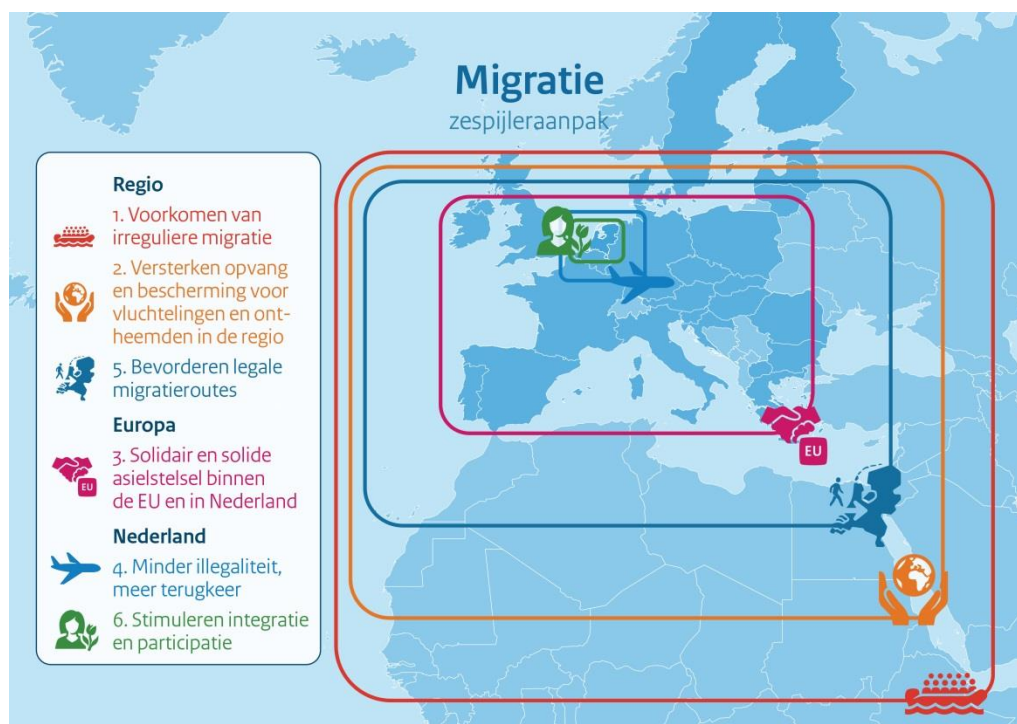 Migratie
zespijleraanpak
Regio
1. Voorkomen van
irreguliere migratie
2. Versterken opvang
en bescherming voor
vluchtelingen en ont-
heemden in de regio
5. Bevorderen legale
migratieroutes
Europa
EU
3. Solidair en solide
asielstelsel binnen
de EU en in Nederland
Nederland
4. Minder illegaliteit,
meer terugkeer
6. Stimuleren integratie
en participatie
EU